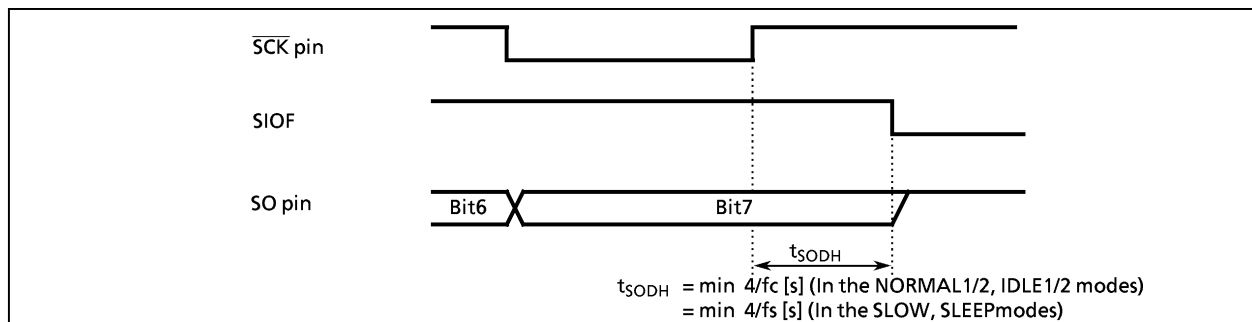 SCK pin
SIOF
SO pin
Bit6
Bit7
tSODH
tSODH = min 4/fc [s] (In the NORMAL1/2, IDLE1/2 modes)
= min 4/fs [s] (In the SLOW, SLEEPmodes)